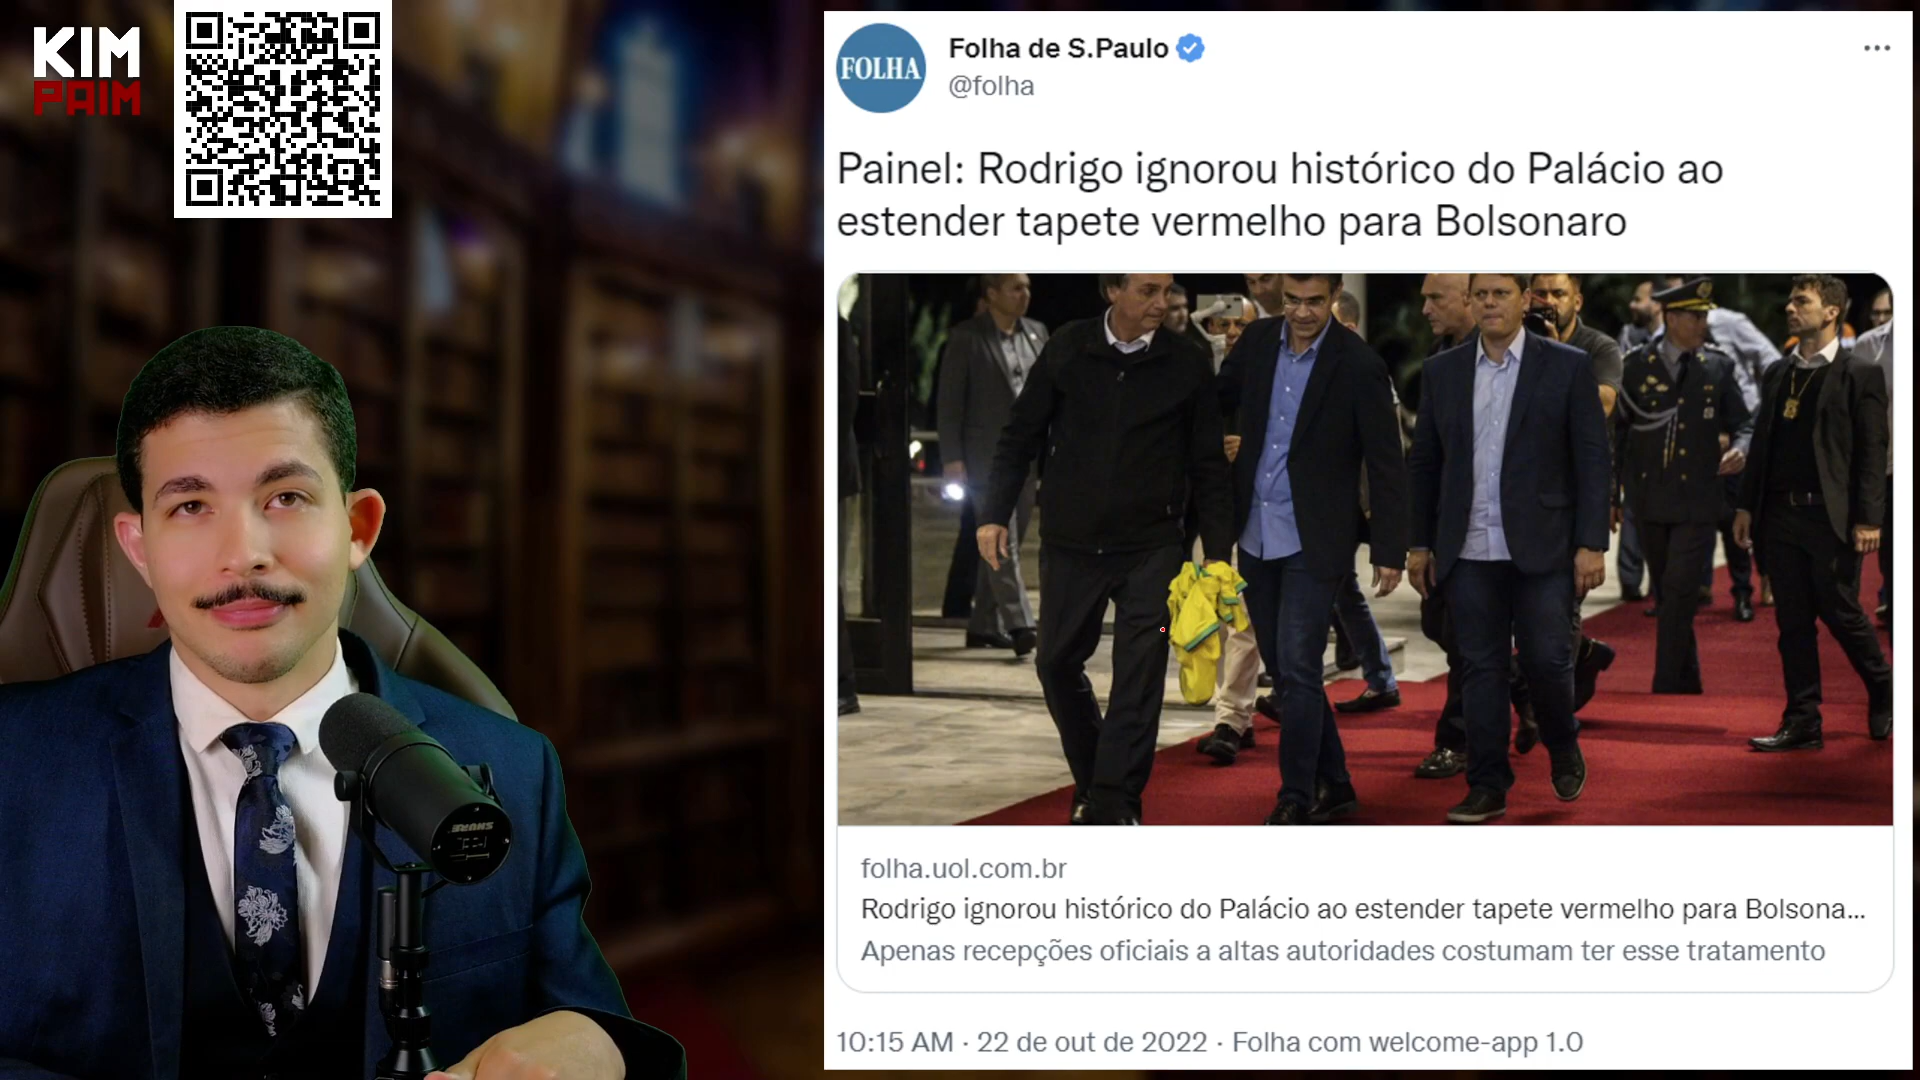 KIM
PAIM
FOLHA
Folha de S.Paulo
@folha
Painel: Rodrigo ignorou histórico do Palácio ao
estender tapete vermelho para Bolsonaro
folha.uol.com.br
Rodrigo ignorou histórico do Palácio ao estender tapete vermelho para Bolsona...
Apenas recepções oficiais a altas autoridades costumam ter esse tratamento
10:15 AM · 22 de out de 2022 · Folha com welcome-app 1.0
SHURE